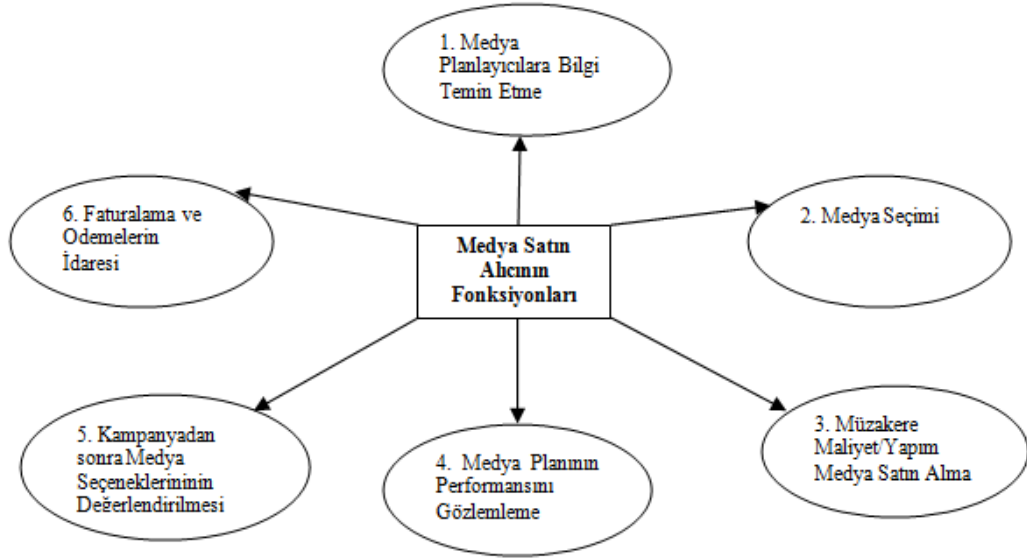 1. Medya
Planlayıcılara Bilgi
Temin Etme
6. Faturalama ve
Odemelerin
İdaresi
2. Medya Seçimi
Medya Satın
Alıcının
Fonksiyonları
5. Kampanyadan
sonra Medya
Seçeneklerininin
Değerlendirilmesi
4. Medya Planının
Performansını
Gözlemleme
3. Müzakere
Maliyet/Yapım
Medya Satın Alma